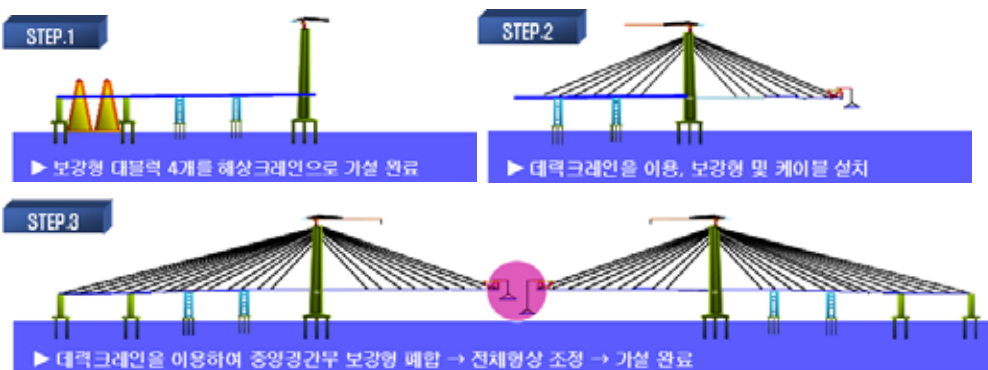 STEP.1
▶ 보강형 대블럭 4개를 해상크레인으로 가설 완료
STEP.2
▶ 데릭크레인을 이용, 보강형 및 케이블 설치
STEP.3
▶ 데릭크레인을 이용하여 중앙경간부 보강형 폐합 → 전체형상 조정 → 가설 완료